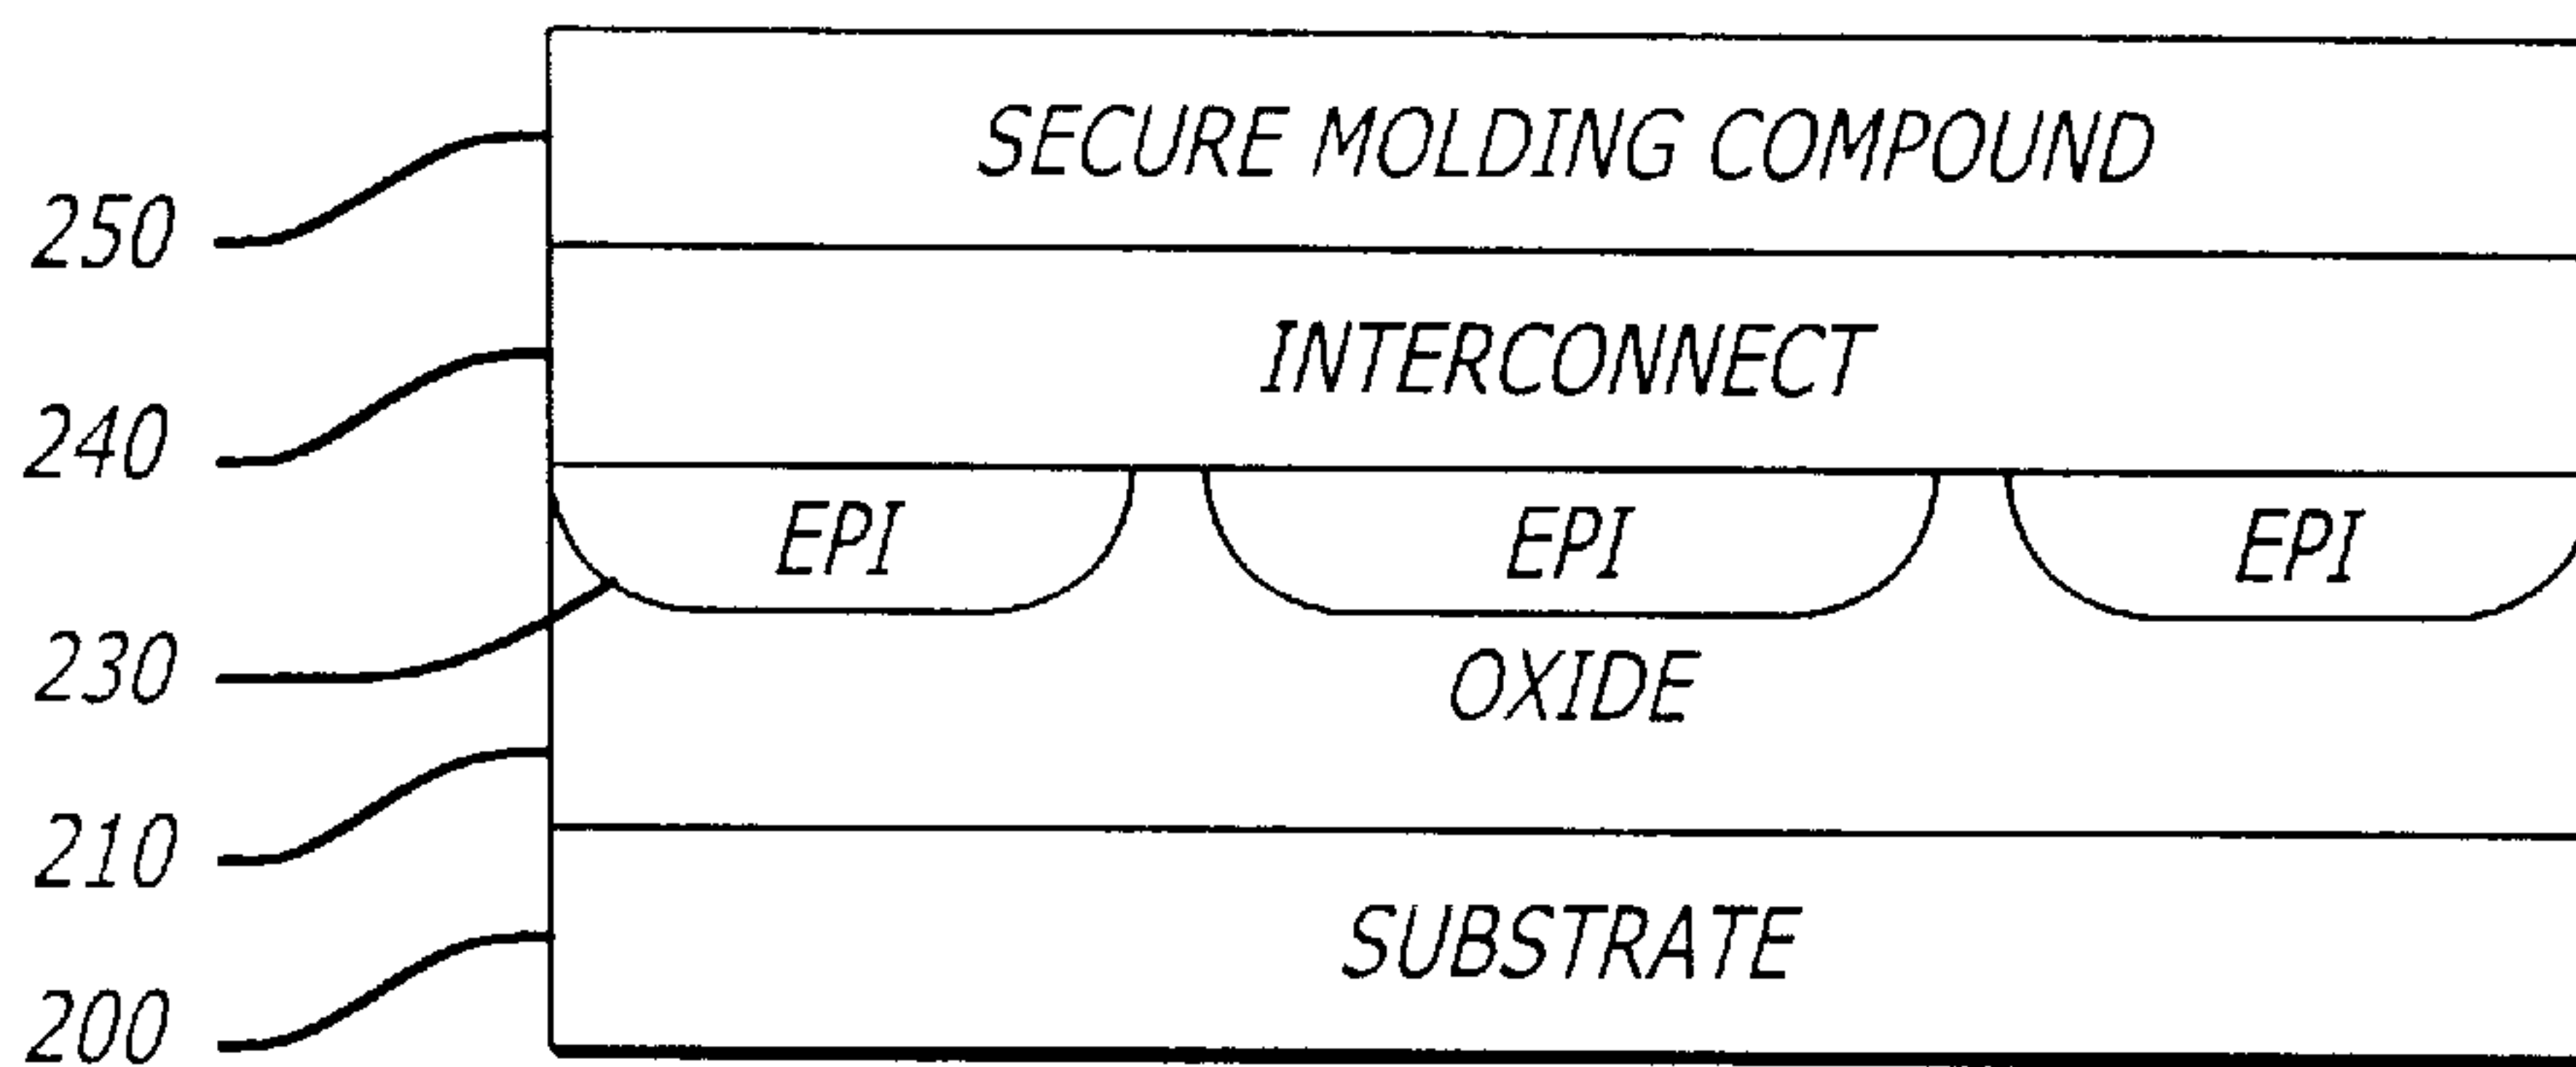 SECURE MOLDING COMPOUND
250
INTERCONNECT
240
EPI EPI EPI
230
OXIDE
210
SUBSTRATE
200